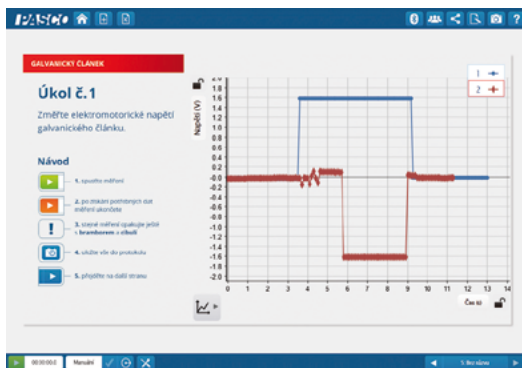 PASCO
GALVANICKÝ ČLÁNEK
Úkol č. 1
Změřte elektromotorické napětí
galvanického článku.
Návod
1. spusťte měření
2. po získání potřebných dat
měření ukončete
3. stejné měření opakujte ještě
s bramborem a cibulí
4. uložte vše do protokolu
5. přejděte na další stranu
Napětí (V)
2.0
1.8
1.6
1.4
1.2
1.0
0.8
0.6
0.4
0.2
-0.0
-0.2
-0.4
-0.6
-0.8
-1.0
-1.2
-1.4
-1.6
-1.8
-2.0
0 1 2 3 4 5 6 7 8 9 10 11 12 13 14
Čas (s)
1
2
00:00:00.0
Manuální
5: Bez názvu